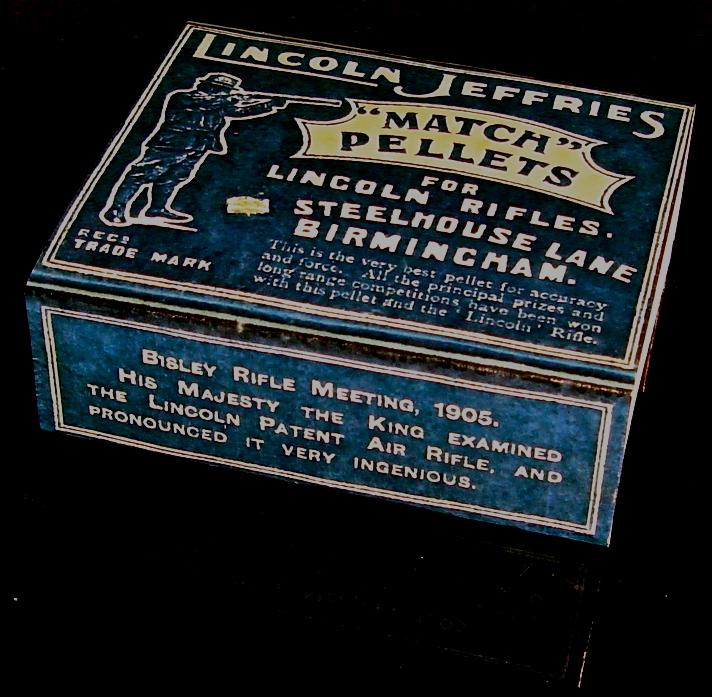 LINCOLN JEFFRIES
"MATCH"
PELLETS
FOR
LINCOLN RIFLES.
STEELHOUSE LANE
BIRMINGHAM.
This is the very best pellet for accuracy
and force. All the principal prizes and
long range competitions have been won
with this pellet and the "Lincoln" Rifle.
REGD
TRADE MARK
BISLEY RIFLE MEETING, 1905.
HIS MAJESTY THE KING EXAMINED
THE LINCOLN PATENT AIR RIFLE, AND
PRONOUNCED IT VERY INGENIOUS.